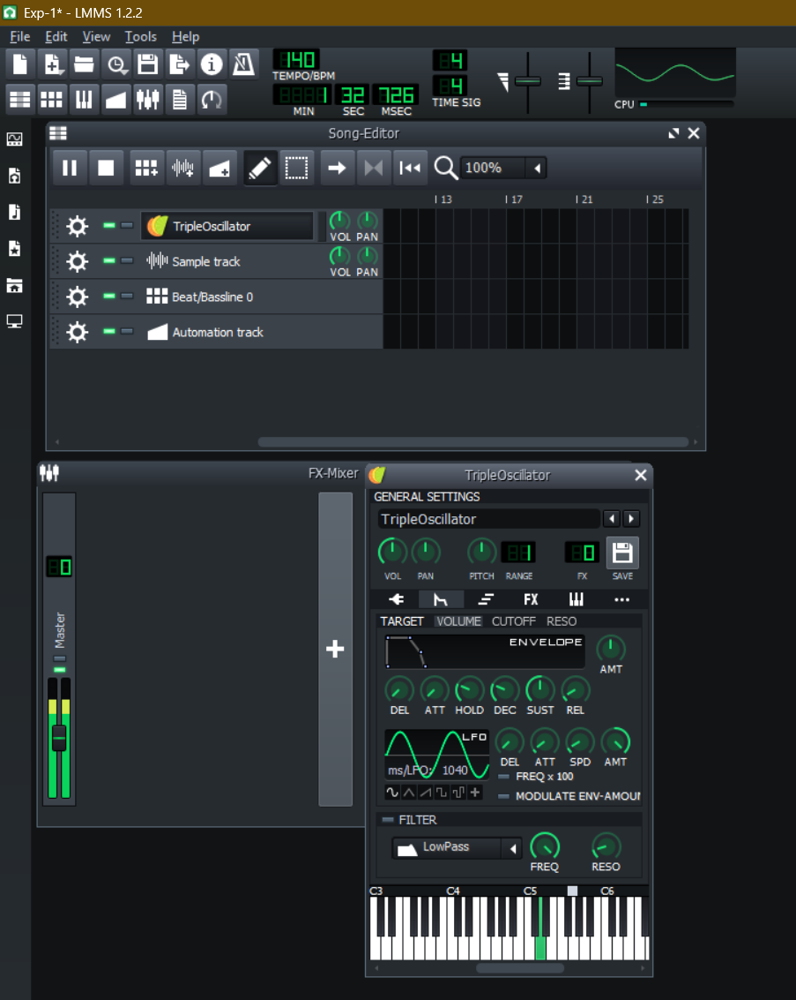 Exp-1* - LMMS 1.2.2
File Edit View Tools Help
140
TEMPO/BPM
1 32 726
MIN SEC MSEC
4
4
TIME SIG
CPU
Song-Editor
100%
13 17 21 25
TripleOscillator
VOL PAN
Sample track
VOL PAN
Beat/Bassline 0
Automation track
FX-Mixer
0
Master
TripleOscillator
GENERAL SETTINGS
TripleOscillator
1 0
VOL PAN PITCH RANGE FX SAVE
FX
TARGET VOLUME CUTOFF RESO
ENVELOPE
AMT
DEL ATT HOLD DEC SUST REL
LFO
ms/LFO: 1040
DEL ATT SPD AMT
FREQ x 100
MODULATE ENV-AMOUN
FILTER
LowPass
FREQ RESO
C3 C4 C5 C6